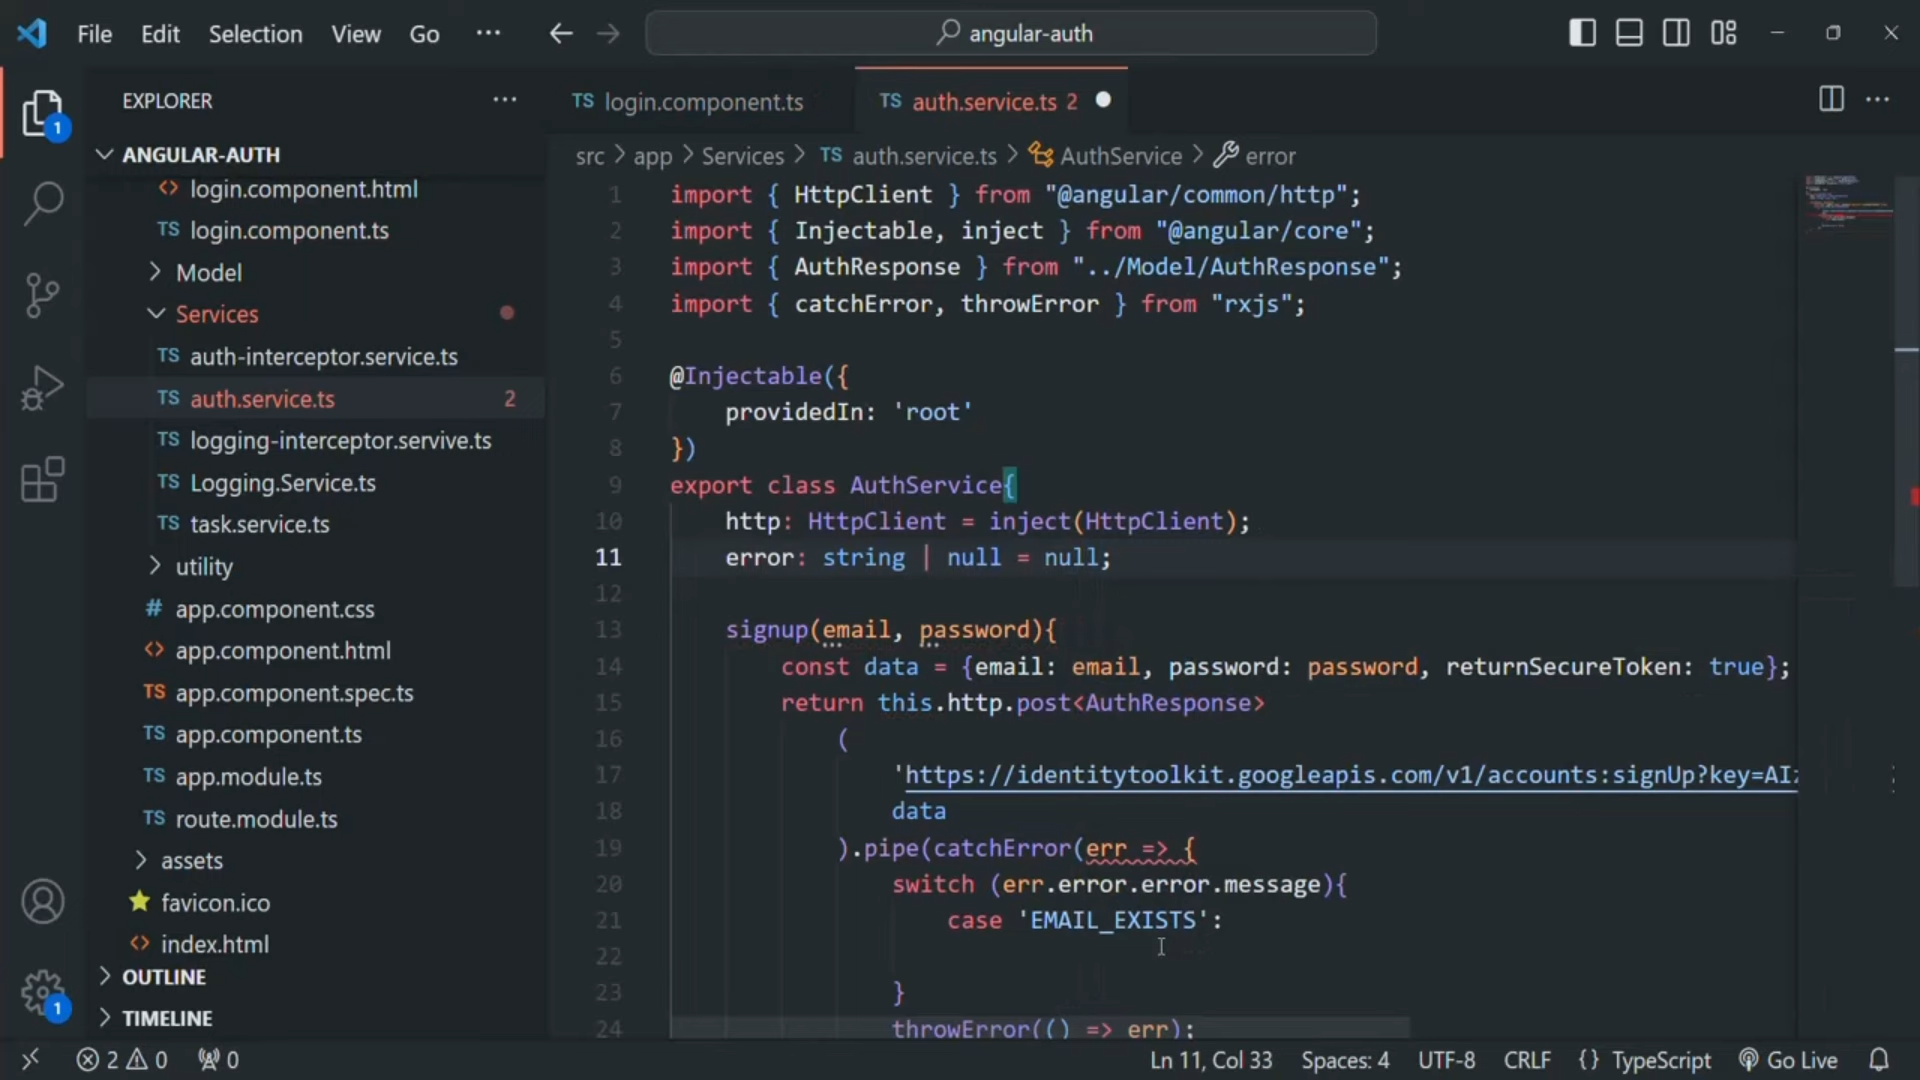 File Edit Selection View Go ··· angular-auth
EXPLORER ···
ANGULAR-AUTH
<> login.component.html
TS login.component.ts
Model
Services
TS auth-interceptor.service.ts
TS auth.service.ts 2
TS logging-interceptor.servive.ts
TS Logging.Service.ts
TS task.service.ts
utility
# app.component.css
<> app.component.html
TS app.component.spec.ts
TS app.component.ts
TS app.module.ts
TS route.module.ts
assets
favicon.ico
<> index.html
OUTLINE
TIMELINE
1
1
TS login.component.ts TS auth.service.ts 2
src > app > Services > TS auth.service.ts > AuthService > error
1 import { HttpClient } from "@angular/common/http";
2 import { Injectable, inject } from "@angular/core";
3 import { AuthResponse } from "../Model/AuthResponse";
4 import { catchError, throwError } from "rxjs";
5
6 @Injectable({
7 providedIn: 'root'
8 })
9 export class AuthService{
10 http: HttpClient = inject(HttpClient);
11 error: string | null = null;
12
13 signup(email, password){
14 const data = {email: email, password: password, returnSecureToken: true};
15 return this.http.post<AuthResponse>
16 (
17 'https://identitytoolkit.googleapis.com/v1/accounts:signUp?key=AIz
18 data
19 ).pipe(catchError(err => {
20 switch (err.error.error.message){
21 case 'EMAIL_EXISTS':
22
23 }
24 throwError(() => err);
2 0 0 Ln 11, Col 33 Spaces: 4 UTF-8 CRLF {} TypeScript Go Live